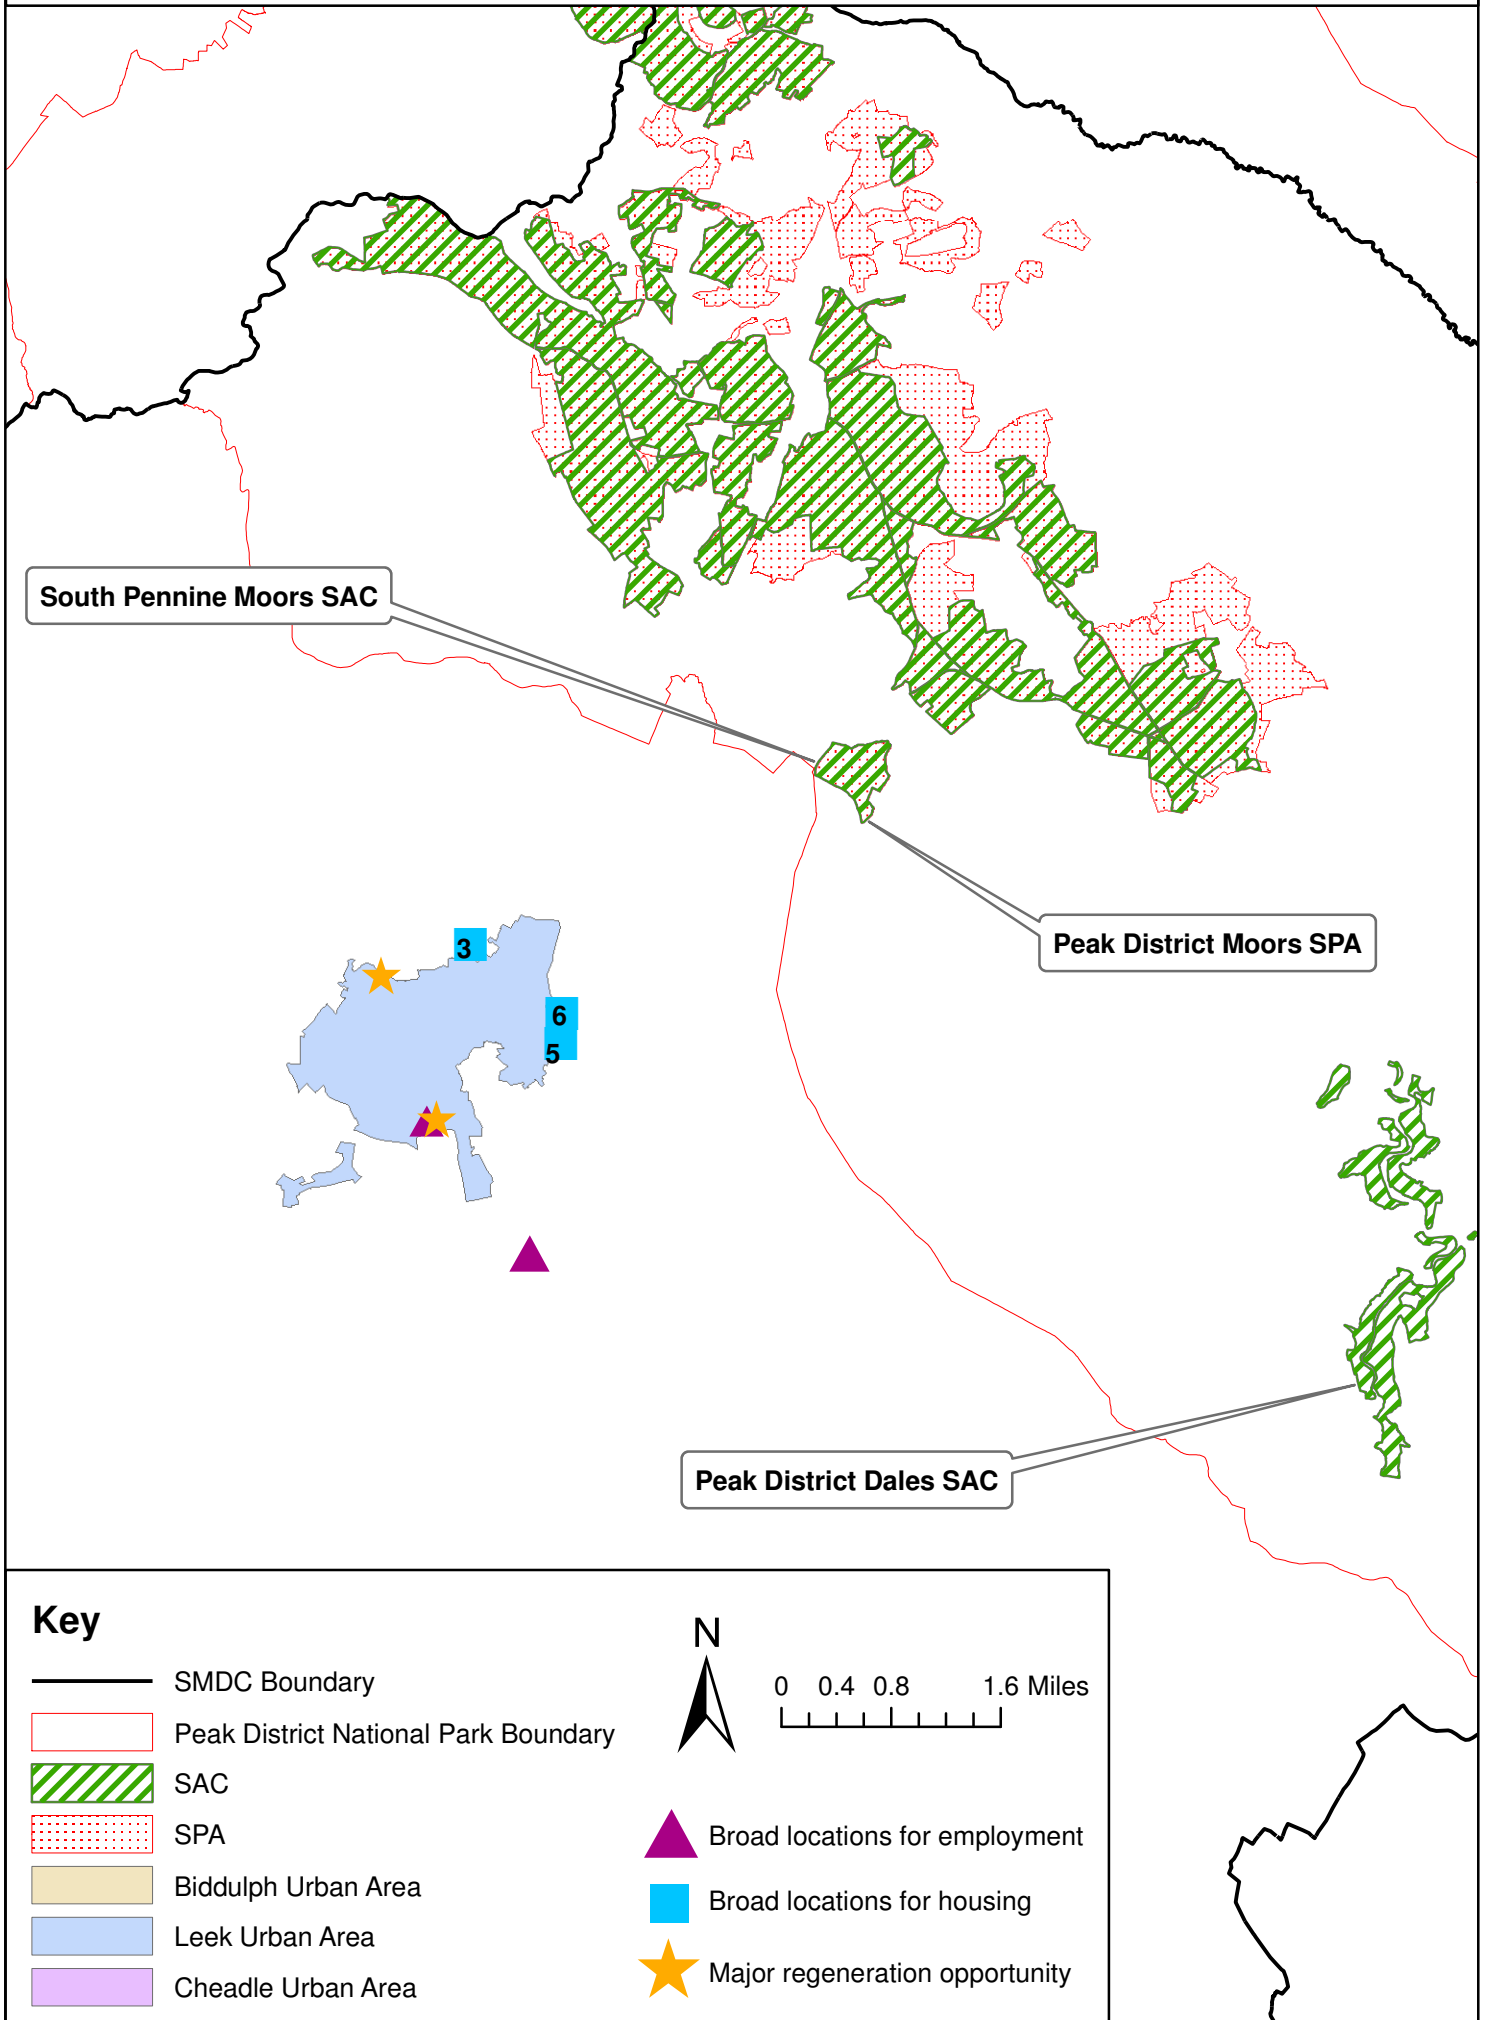 South Pennine Moors SAC
Peak District Moors SPA
3
6
5
Peak District Dales SAC
Key
SMDC Boundary
Peak District National Park Boundary
SAC
SPA
Biddulph Urban Area
Leek Urban Area
Cheadle Urban Area
N
0 0.4 0.8 1.6 Miles
Broad locations for employment
Broad locations for housing
Major regeneration opportunity